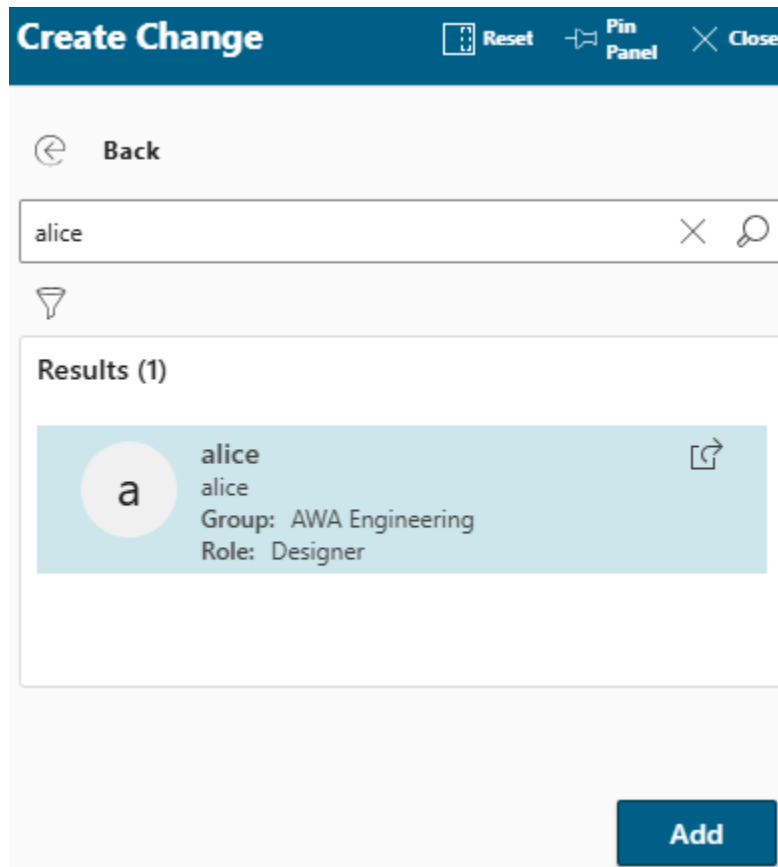 Create Change
Reset
Pin
Panel
Close
Back
alice
Results (1)
a
alice
alice
Group: AWA Engineering
Role: Designer
Add